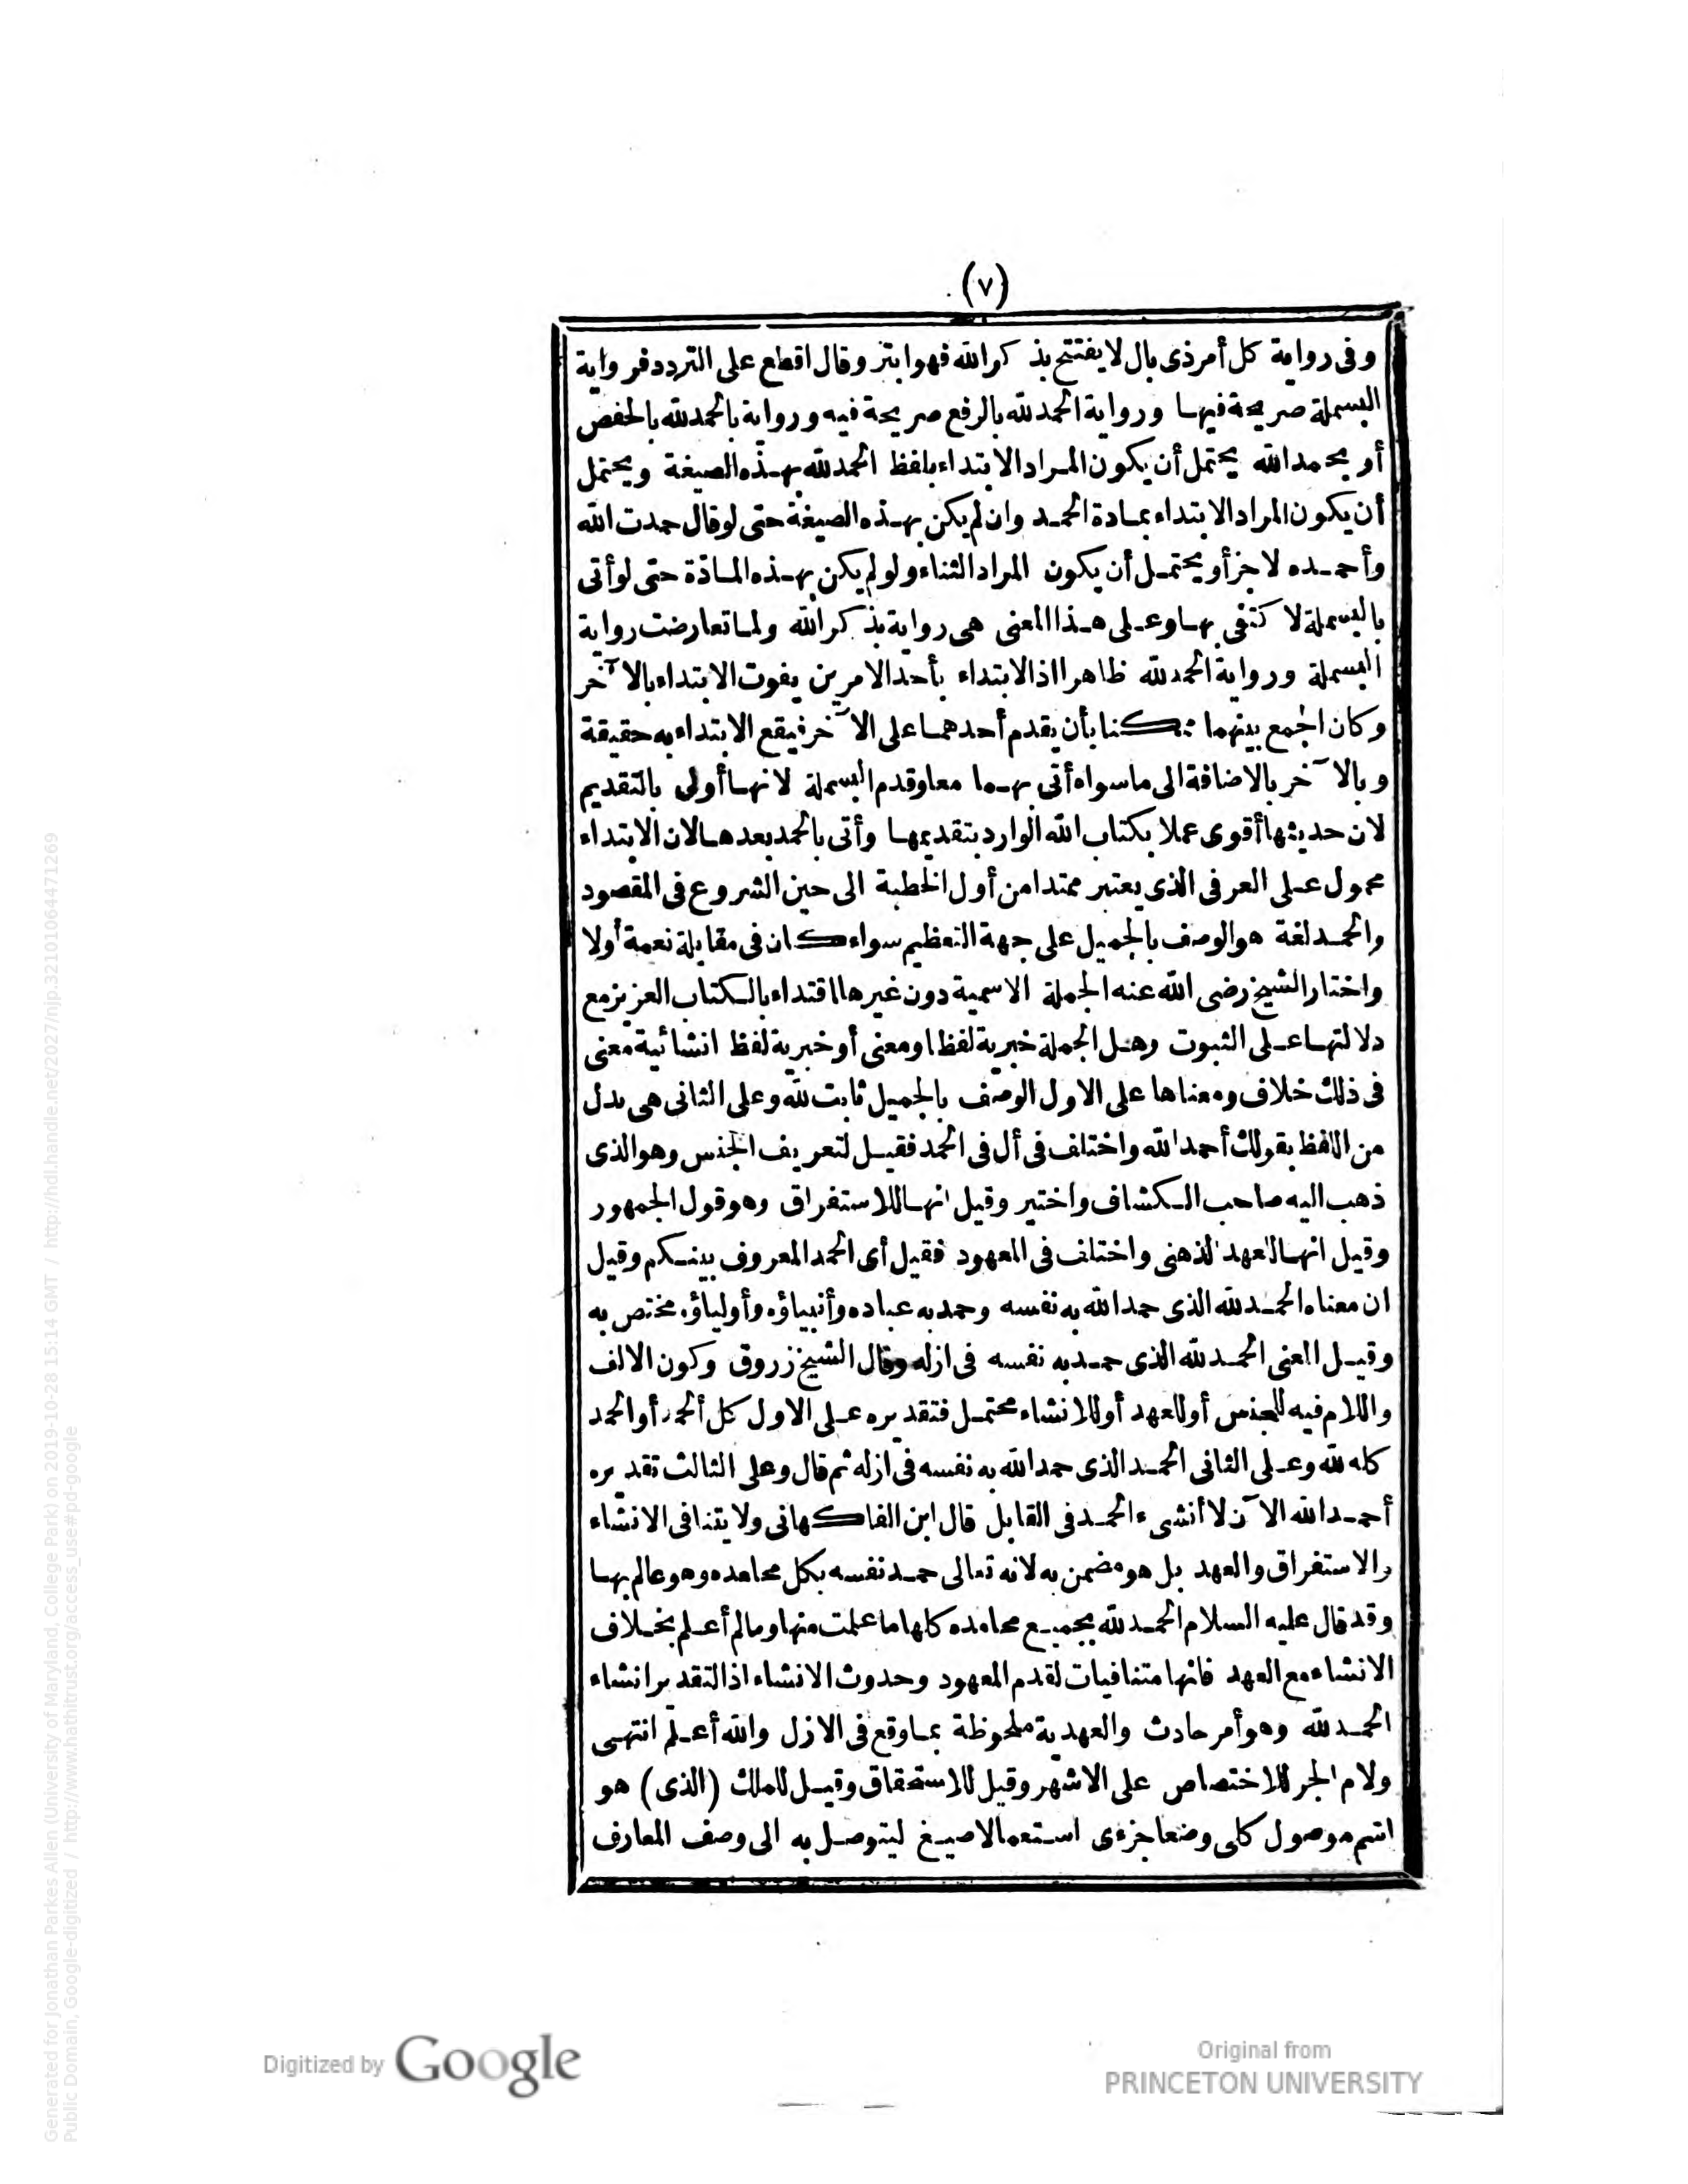 (٧)
وفى رواية كل أمر ذى بال لا يفتتح بذكر الله فهو ابتر وقال اقطع على التردد فرواية
البسملة صريحة فيها ورواية الحمد لله بالرفع صريحة فيه ورواية بالحمد لله بالخفض
أو بحمد الله يحتمل أن يكون المراد الابتداء بلفظ الحمد لله بهذه الصيغة ويحتمل
أن يكون المراد الابتداء بمادة الحمد وان لم يكن بهذه الصيغة حتى لو قال حمدت الله
وأحمده لاجزأ ويحتمل أن يكون المراد الثناء ولو لم يكن بهذه المادّة حتى لو أتى
بالبسملة لا كتفى بها وعلى هذا المعنى هى رواية بذكر الله ولما تعارضت رواية
البسملة ورواية الحمد لله ظاهرا اذ الابتداء بأحد الامرين يفوت الابتداء بالآخر
وكان الجمع بينهما ممكنا بأن يقدم أحدهما على الآخر فيقع الابتداء به حقيقة
وبالآخر بالاضافة الى ما سواه أتى بهما معا وقدم البسملة لانها أولى بالتقديم
لان حديثها أقوى عملا بكتاب الله الوارد بتقديمها وأتى بالحمد بعدها لان الابتداء
محمول على العرفى الذى يعتبر ممتدا من أول الخطبة الى حين الشروع فى المقصود
والحمد لغة هو الوصف بالجميل على جهة التعظيم سواء كان فى مقابلة نعمة أولا
واختار الشيخ رضى الله عنه الجملة الاسمية دون غيرها اقتداء بالكتاب العزيز مع
دلالتها على الثبوت وهل الجملة خبرية لفظا ومعنى أو خبرية لفظا انشائية معنى
فى ذلك خلاف ومعناها على الاول الوصف بالجميل ثابت لله وعلى الثانى هى بدل
من اللفظ بقولك أحمد الله واختلف فى أل فى الحمد فقيل لتعريف الجنس وهو الذى
ذهب اليه صاحب الكشاف واختير وقيل انها للاستغراق وهو قول الجمهور
وقيل انها للعهد الذهنى واختلف فى المعهود فقيل أى الحمد المعروف بينكم وقيل
ان معناه الحمد لله الذى حمد الله به نفسه وحمد به عباده وأنبياؤه وأولياؤه مختص به
وقيل المعنى الحمد لله الذى حمد به نفسه فى ازله وقال الشيخ زروق وكون الالف
واللام فيه للجنس أو للعهد أو للانشاء محتمل فتقديره على الاول كل ألحمد أو الحمد
كله لله وعلى الثانى الحمد الذى حمد الله به نفسه فى ازله ثم قال وعلى الثالث تقديره
أحمد الله الآن لا أنشىء الحمد فى القابل قال ابن الفاكهانى ولا يتنافى الانشاء
والاستغراق والعهد بل هو مضمن به لانه تعالى حمد نفسه بكل محامده وهو عالم بها
وقد قال عليه السلام الحمد لله بجميع محامده كلها ما علمت منها وما لم أعلم بخلاف
الانشاء مع العهد فانها متنافيات لقدم المعهود وحدوث الانشاء اذ التقدير انشاء
الحمد لله وهو أمر حادث والعهدية ملحوظة بما وقع فى الازل والله أعلم انتهى
ولام الجر للاختصاص على الاشهر وقيل للاستحقاق وقيل للملك (الذى) هو
اسم موصول كلى وضعا جزءى استعمالا صيغ ليتوصل به الى وصف المعارف
Digitized by Google
Original from
PRINCETON UNIVERSITY
Generated for Jonathan Parkes Allen (University of Maryland, College Park) on 2019-10-28 15:14 GMT / http://hdl.handle.net/2027/njp.32101064471269
Public Domain, Google-digitized / http://www.hathitrust.org/access_use#pd-google